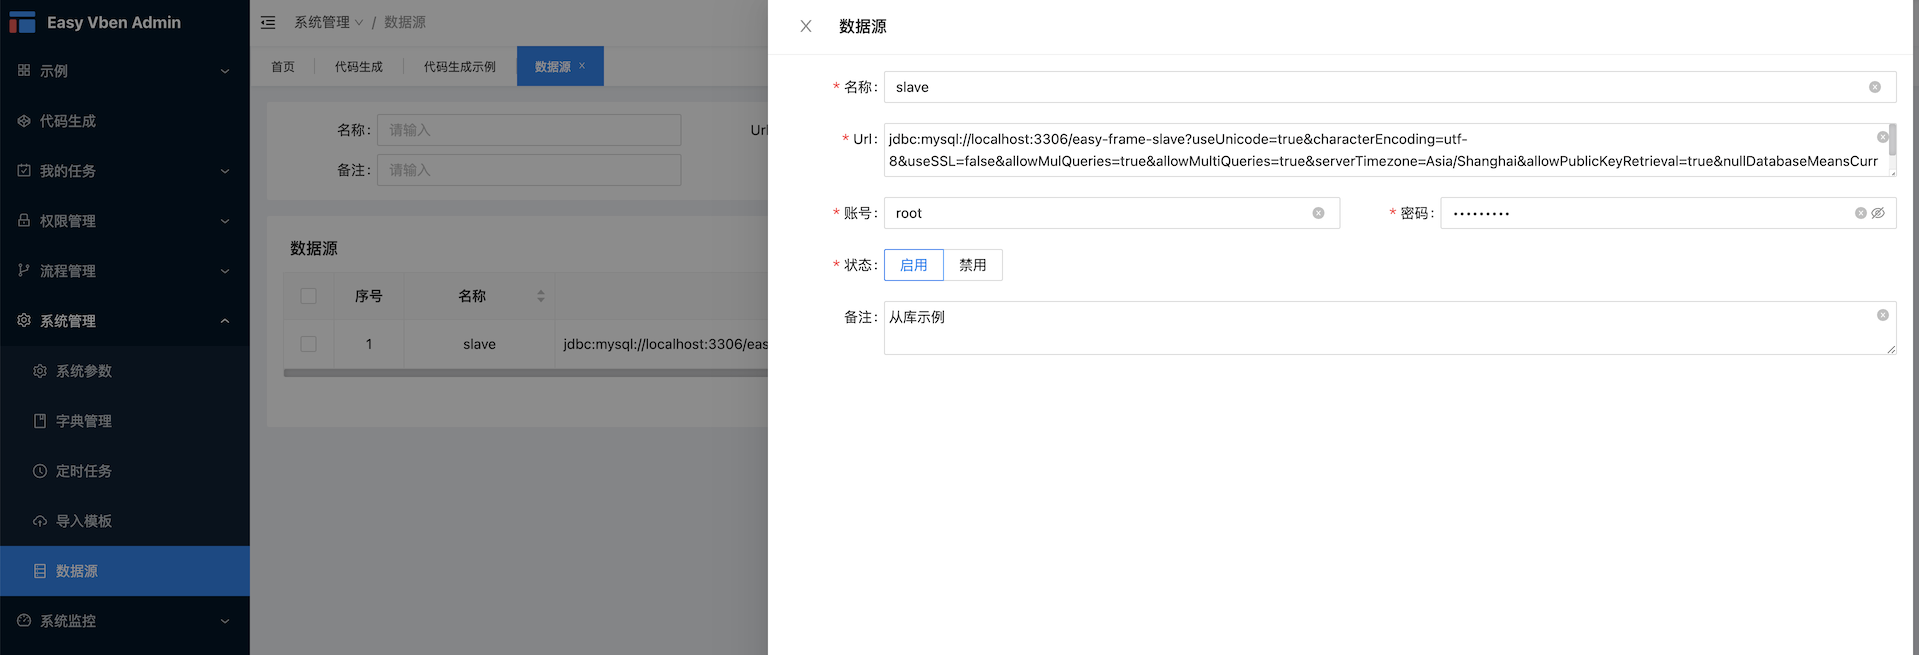 Easy Vben Admin
示例
代码生成
我的任务
权限管理
流程管理
系统管理
系统参数
字典管理
定时任务
导入模板
数据源
系统监控
系统管理 / 数据源
首页 代码生成 代码生成示例 数据源 ×
名称: 请输入 Url
备注: 请输入
数据源
序号 名称
1 slave jdbc:mysql://localhost:3306/eas
数据源
* 名称: slave
* Url: jdbc:mysql://localhost:3306/easy-frame-slave?useUnicode=true&characterEncoding=utf-
8&useSSL=false&allowMulQueries=true&allowMultiQueries=true&serverTimezone=Asia/Shanghai&allowPublicKeyRetrieval=true&nullDatabaseMeansCurr
* 账号: root * 密码: •••••••••
* 状态: 启用 禁用
备注: 从库示例